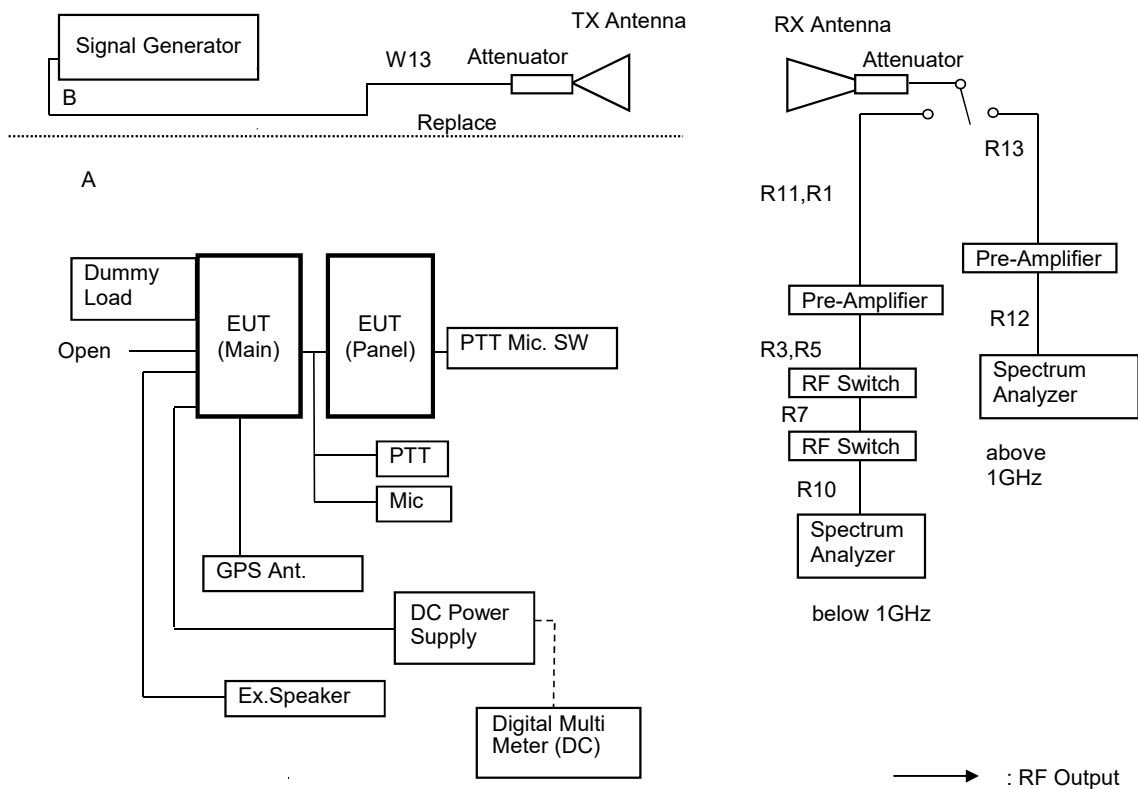 TX Antenna
RX Antenna
Signal Generator
Attenuator
W13
Attenuator
B
Replace
R13
A
R11,R1
Dummy
Load
Pre-Amplifier
EUT
(Main)
EUT
(Panel)
Pre-Amplifier
Open
PTT Mic. SW
R12
R3,R5
Spectrum
Analyzer
RF Switch
R7
PTT
RF Switch
above
1GHz
Mic
R10
Spectrum
Analyzer
GPS Ant.
DC Power
Supply
below 1GHz
Ex.Speaker
Digital Multi
Meter (DC)
: RF Output